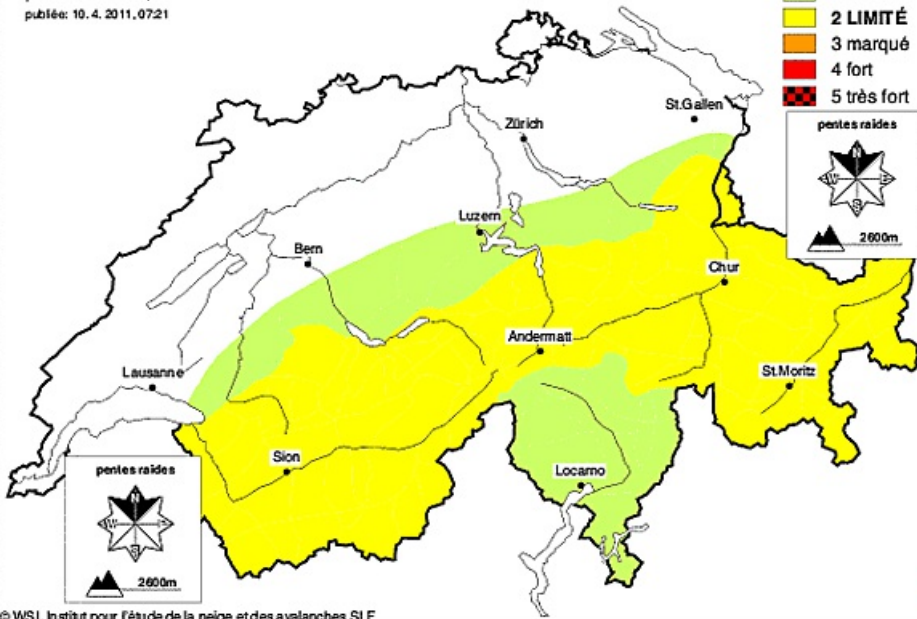 publiée: 10. 4. 2011, 07:21
2 LIMITÉ
3 marqué
4 fort
5 très fort
pentes raides
N
W
E
S
2600m
St.Gallen
Zürich
Luzern
Bern
Chur
Andermatt
Lausanne
St.Moritz
Sion
Locarno
pentes raides
N
W
E
S
2600m
© WSL Institut pour l'étude de la neige et des avalanches SLF